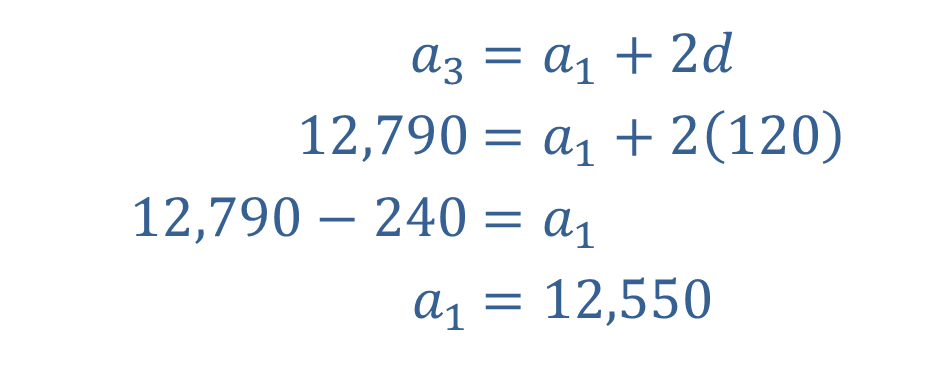 a₃ = a₁ + 2d
12,790 = a₁ + 2(120)
12,790 − 240 = a₁
a₁ = 12,550